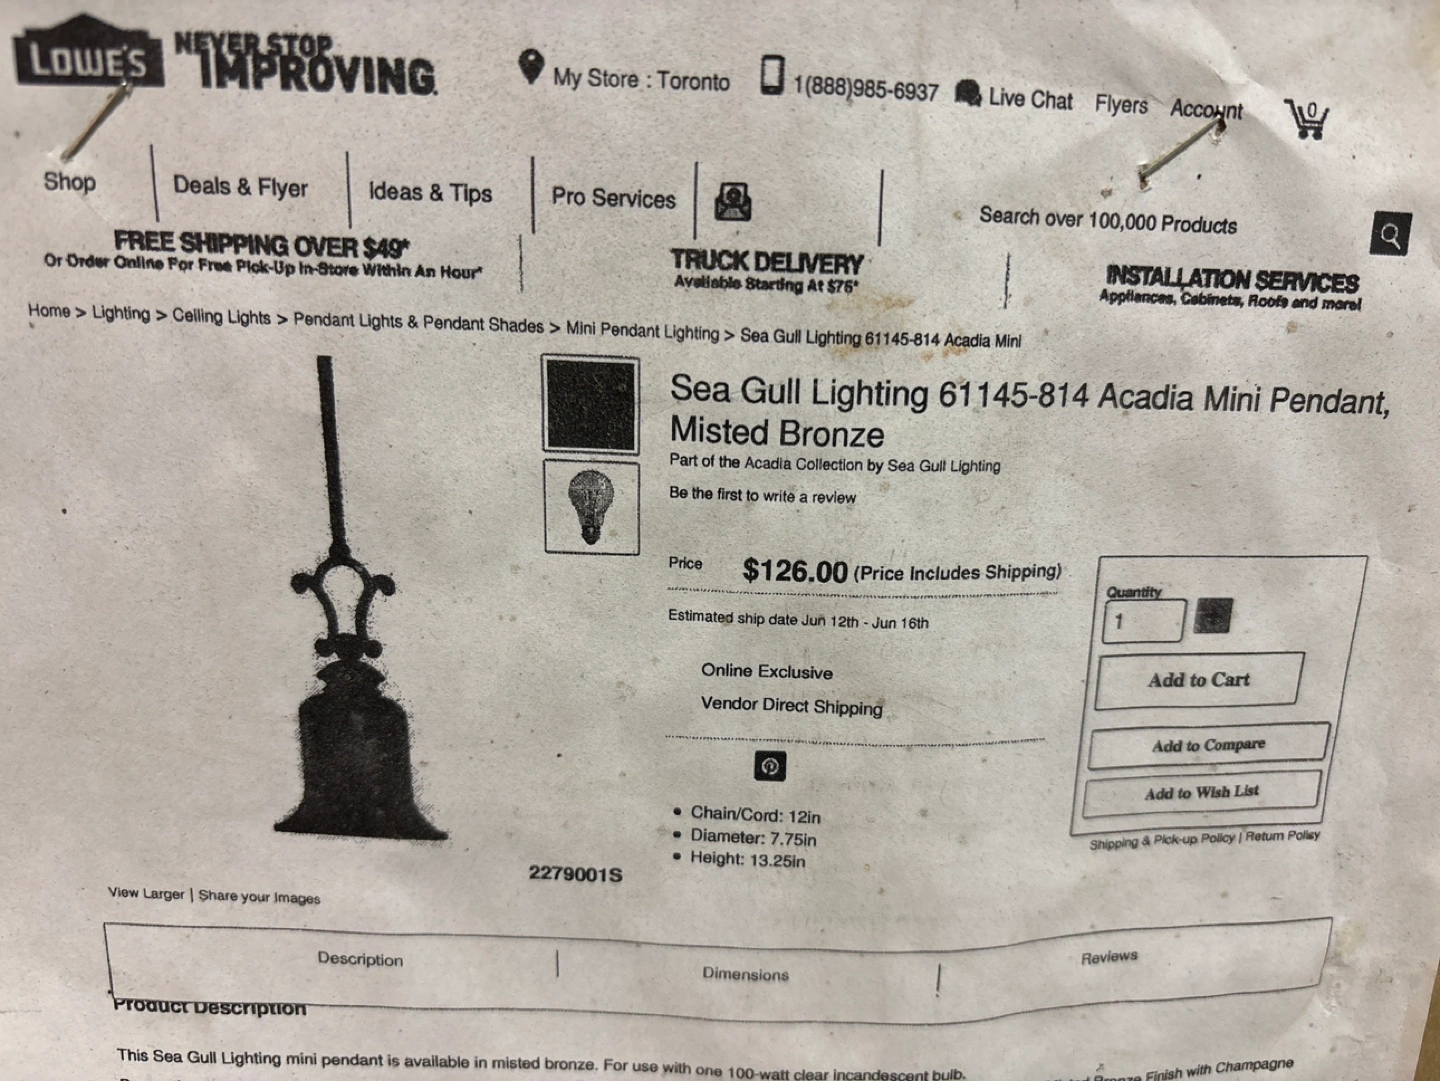 LOWE'S
NEVER STOP
IMPROVING.
My Store : Toronto
1(888)985-6937
Live Chat
Flyers
Account
0
Shop
Deals & Flyer
Ideas & Tips
Pro Services
Search over 100,000 Products
FREE SHIPPING OVER $49*
Or Order Online For Free Pick-Up In-Store Within An Hour*
TRUCK DELIVERY
Available Starting At $75*
INSTALLATION SERVICES
Appliances, Cabinets, Roofs and more!
Home > Lighting > Ceiling Lights > Pendant Lights & Pendant Shades > Mini Pendant Lighting > Sea Gull Lighting 61145-814 Acadia Mini
Sea Gull Lighting 61145-814 Acadia Mini Pendant,
Misted Bronze
Part of the Acadia Collection by Sea Gull Lighting
Be the first to write a review
Price $126.00 (Price Includes Shipping)
Estimated ship date Jun 12th - Jun 16th
Online Exclusive
Vendor Direct Shipping
Quantity
1
Add to Cart
Add to Compare
Add to Wish List
Shipping & Pick-up Policy | Return Policy
• Chain/Cord: 12in
• Diameter: 7.75in
• Height: 13.25in
2279001S
View Larger | Share your Images
Description
Dimensions
Reviews
Product Description
This Sea Gull Lighting mini pendant is available in misted bronze. For use with one 100-watt clear incandescent bulb.
Bronze Finish with Champagne